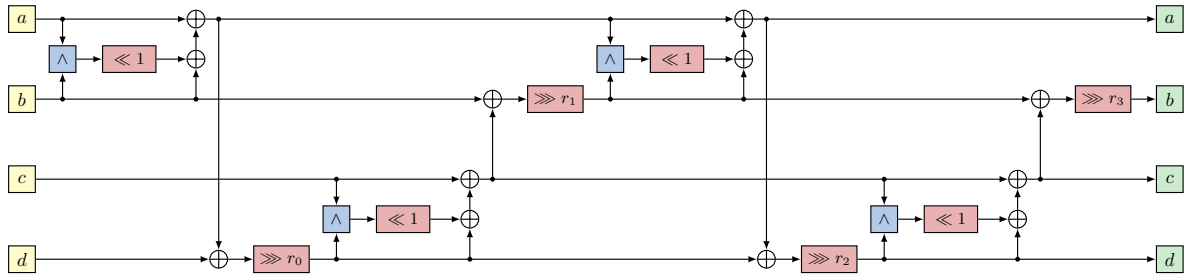 a a
∧ ≪ 1 ∧ ≪ 1
b ⋙ r₁ ⋙ r₃ b
c c
∧ ≪ 1 ∧ ≪ 1
d ⋙ r₀ ⋙ r₂ d